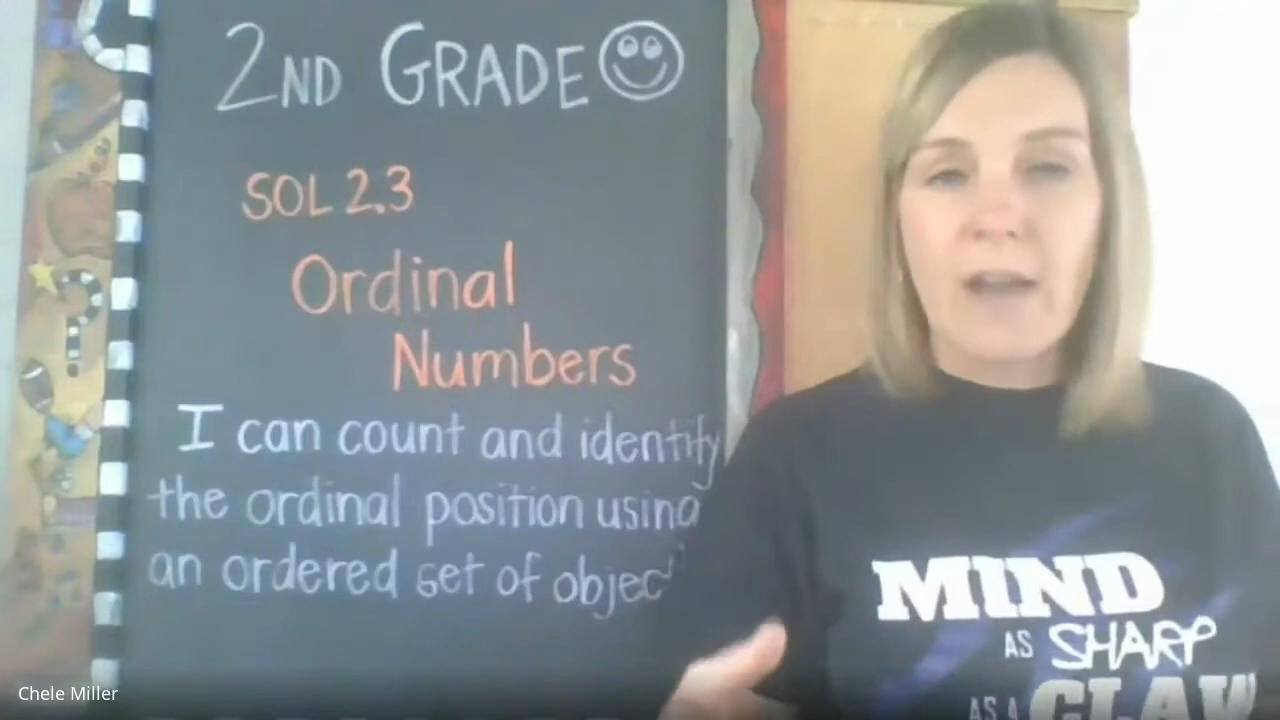 2ND GRADE
SOL 2.3
Ordinal
Numbers
I can count and identify
the ordinal position using
an ordered set of objec
MIND
AS SHARP
AS A CLAW
Chele Miller